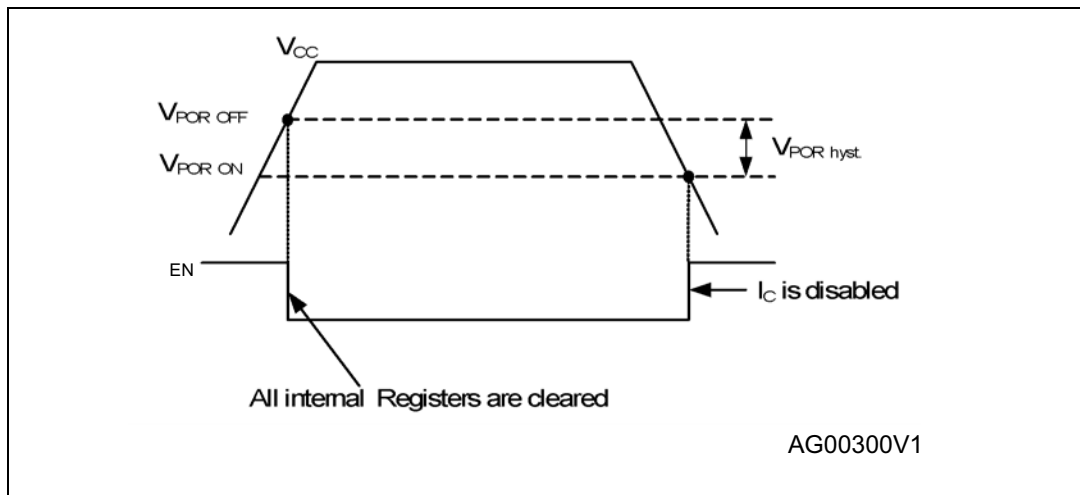 VCC
VPOR OFF
VPOR ON
VPOR hyst.
EN
IC is disabled
All internal Registers are cleared
AG00300V1